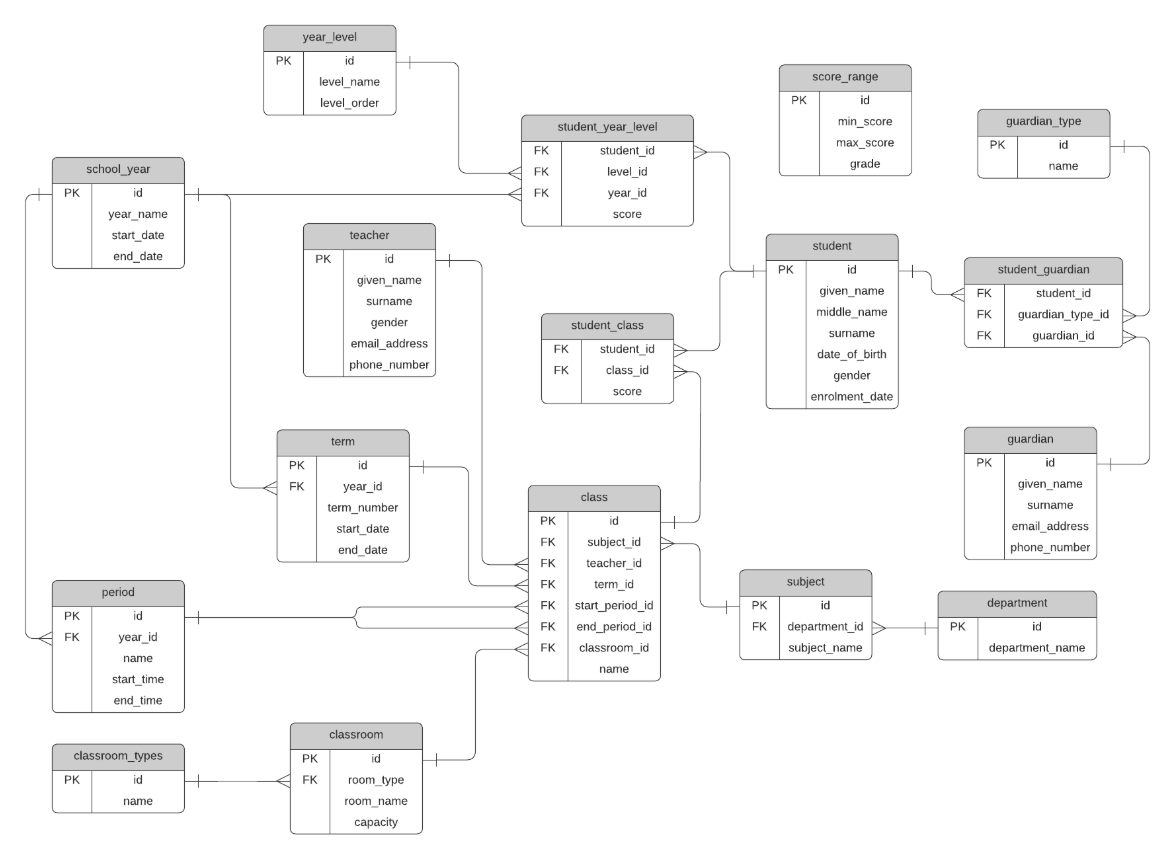 year_level
PK id
level_name
level_order
score_range
PK id
min_score
max_score
grade
student_year_level
FK student_id
FK level_id
FK year_id
score
guardian_type
PK id
name
school_year
PK id
year_name
start_date
end_date
teacher
PK id
given_name
surname
gender
email_address
phone_number
student
PK id
given_name
middle_name
surname
date_of_birth
gender
enrolment_date
student_guardian
FK student_id
FK guardian_type_id
FK guardian_id
student_class
FK student_id
FK class_id
score
term
PK id
FK year_id
term_number
start_date
end_date
guardian
PK id
given_name
surname
email_address
phone_number
class
PK id
FK subject_id
FK teacher_id
FK term_id
FK start_period_id
FK end_period_id
FK classroom_id
name
period
PK id
FK year_id
name
start_time
end_time
subject
PK id
FK department_id
subject_name
department
PK id
department_name
classroom_types
PK id
name
classroom
PK id
FK room_type
room_name
capacity